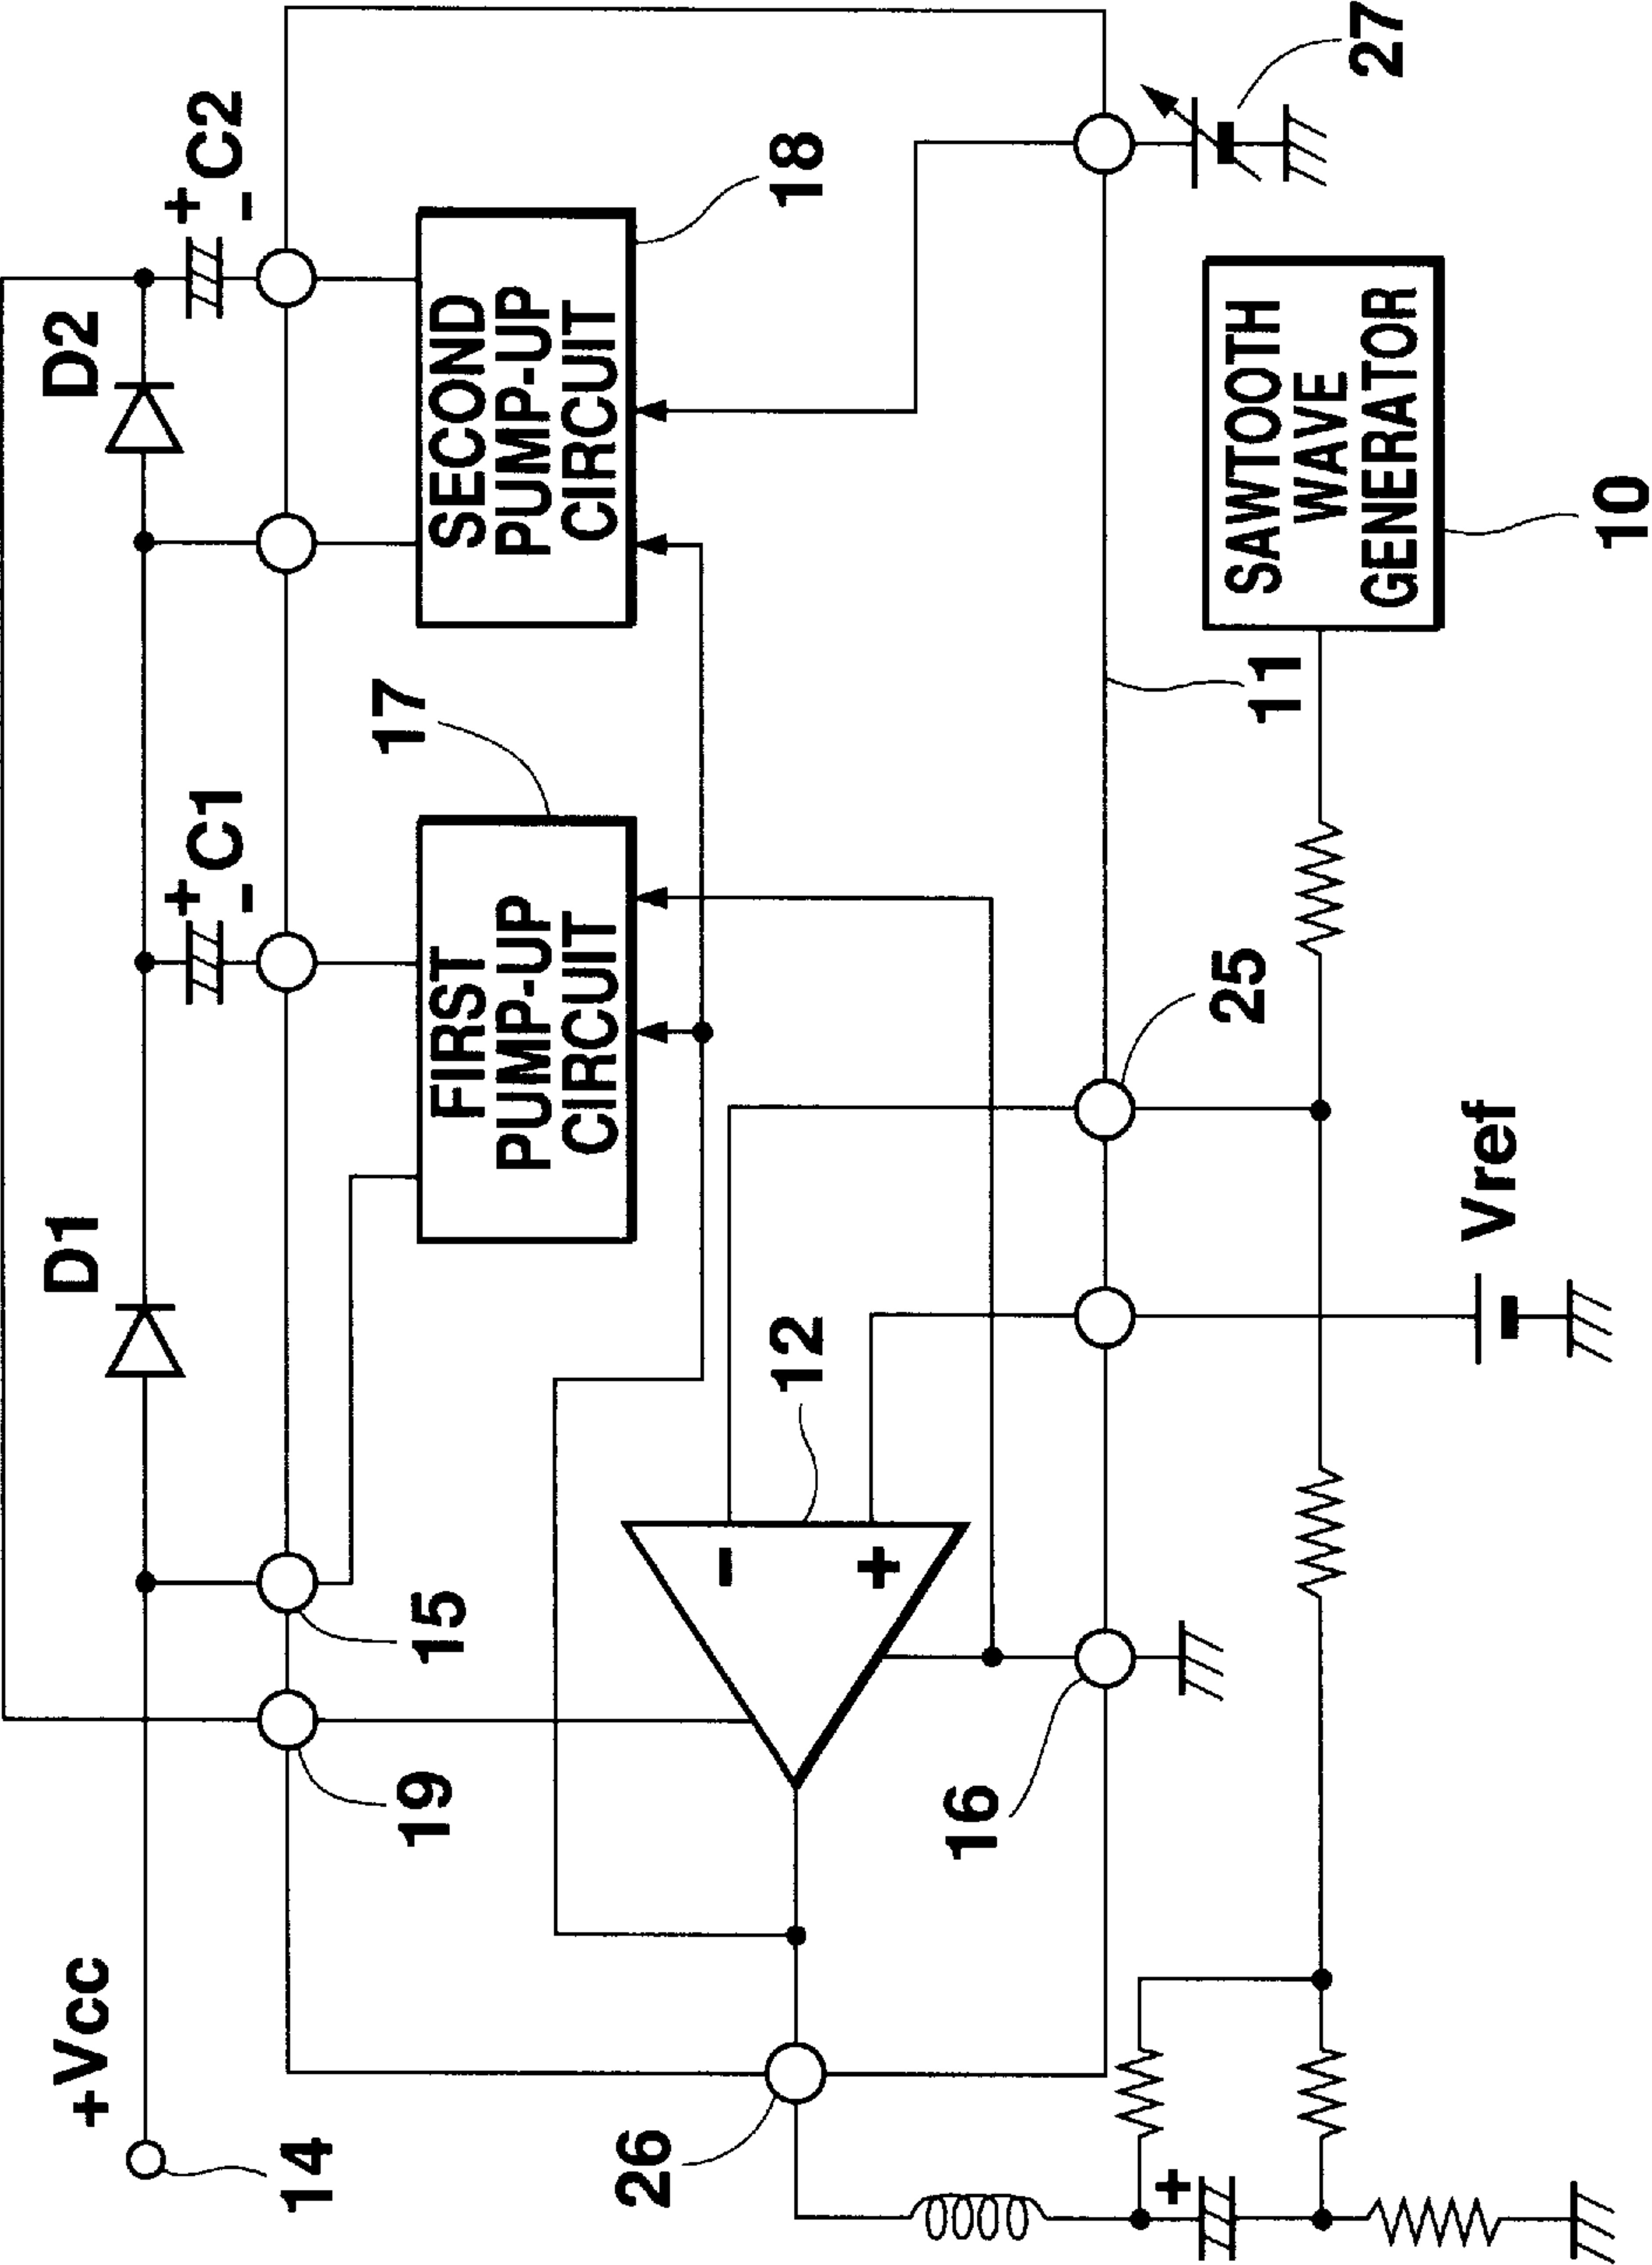 +Vcc
14
D1
D2
+
-
C1
+
-
C2
19
15
17
18
FIRST
PUMP-UP
CIRCUIT
SECOND
PUMP-UP
CIRCUIT
26
12
-
+
16
25
11
27
SAWTOOTH
WAVE
GENERATOR
10
Vref
+